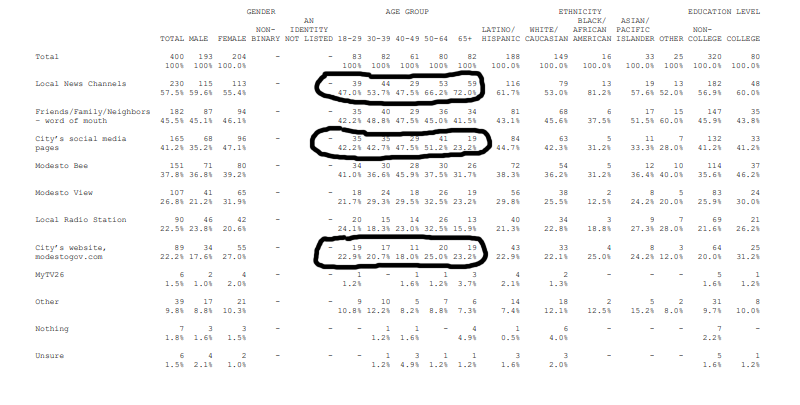 GENDER AGE GROUP ETHNICITY EDUCATION LEVEL
AN BLACK/ ASIAN/
NON- IDENTITY LATINO/ WHITE/ AFRICAN PACIFIC NON-
TOTAL MALE FEMALE BINARY NOT LISTED 18-29 30-39 40-49 50-64 65+ HISPANIC CAUCASIAN AMERICAN ISLANDER OTHER COLLEGE COLLEGE
Total 400 193 204 - - 83 82 61 80 82 188 149 16 33 25 320 80
100% 100% 100.0% 100% 100% 100% 100% 100% 100.0% 100.0% 100.0% 100.0% 100% 100.0% 100.0%
Local News Channels 230 115 113 - - 39 44 29 53 59 116 79 13 19 13 182 48
57.5% 59.6% 55.4% 47.0% 53.7% 47.5% 66.2% 72.0% 61.7% 53.0% 81.2% 57.6% 52.0% 56.9% 60.0%
Friends/Family/Neighbors 182 87 94 - - 35 40 29 36 34 81 68 6 17 15 147 35
- word of mouth 45.5% 45.1% 46.1% 42.2% 48.8% 47.5% 45.0% 41.5% 43.1% 45.6% 37.5% 51.5% 60.0% 45.9% 43.8%
City's social media 165 68 96 - - 35 35 29 41 19 84 63 5 11 7 132 33
pages 41.2% 35.2% 47.1% 42.2% 42.7% 47.5% 51.2% 23.2% 44.7% 42.3% 31.2% 33.3% 28.0% 41.2% 41.2%
Modesto Bee 151 71 80 - - 34 30 28 30 26 72 54 5 12 10 114 37
37.8% 36.8% 39.2% 41.0% 36.6% 45.9% 37.5% 31.7% 38.3% 36.2% 31.2% 36.4% 40.0% 35.6% 46.2%
Modesto View 107 41 65 - - 18 24 18 26 19 56 38 2 8 5 83 24
26.8% 21.2% 31.9% 21.7% 29.3% 29.5% 32.5% 23.2% 29.8% 25.5% 12.5% 24.2% 20.0% 25.9% 30.0%
Local Radio Station 90 46 42 - - 20 15 14 26 13 40 34 3 9 7 69 21
22.5% 23.8% 20.6% 24.1% 18.3% 23.0% 32.5% 15.9% 21.3% 22.8% 18.8% 27.3% 28.0% 21.6% 26.2%
City's website, 89 34 55 - - 19 17 11 20 19 43 33 4 8 3 64 25
modestogov.com 22.2% 17.6% 27.0% 22.9% 20.7% 18.0% 25.0% 23.2% 22.9% 22.1% 25.0% 24.2% 12.0% 20.0% 31.2%
MyTV26 6 2 4 - - 1 - 1 1 3 4 2 - - - 5 1
1.5% 1.0% 2.0% 1.2% 1.6% 1.2% 3.7% 2.1% 1.3% 1.6% 1.2%
Other 39 17 21 - - 9 10 5 7 6 14 18 2 5 2 31 8
9.8% 8.8% 10.3% 10.8% 12.2% 8.2% 8.8% 7.3% 7.4% 12.1% 12.5% 15.2% 8.0% 9.7% 10.0%
Nothing 7 3 3 - - - 1 1 - 4 1 6 - - - 7 -
1.8% 1.6% 1.5% 1.2% 1.6% 4.9% 0.5% 4.0% 2.2%
Unsure 6 4 2 - - - 1 3 1 1 3 3 - - - 5 1
1.5% 2.1% 1.0% 1.2% 4.9% 1.2% 1.2% 1.6% 2.0% 1.6% 1.2%